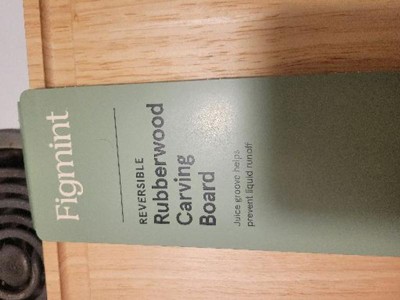 Figmint
REVERSIBLE
Rubberwood
Carving
Board
Juice groove helps
prevent liquid runoff